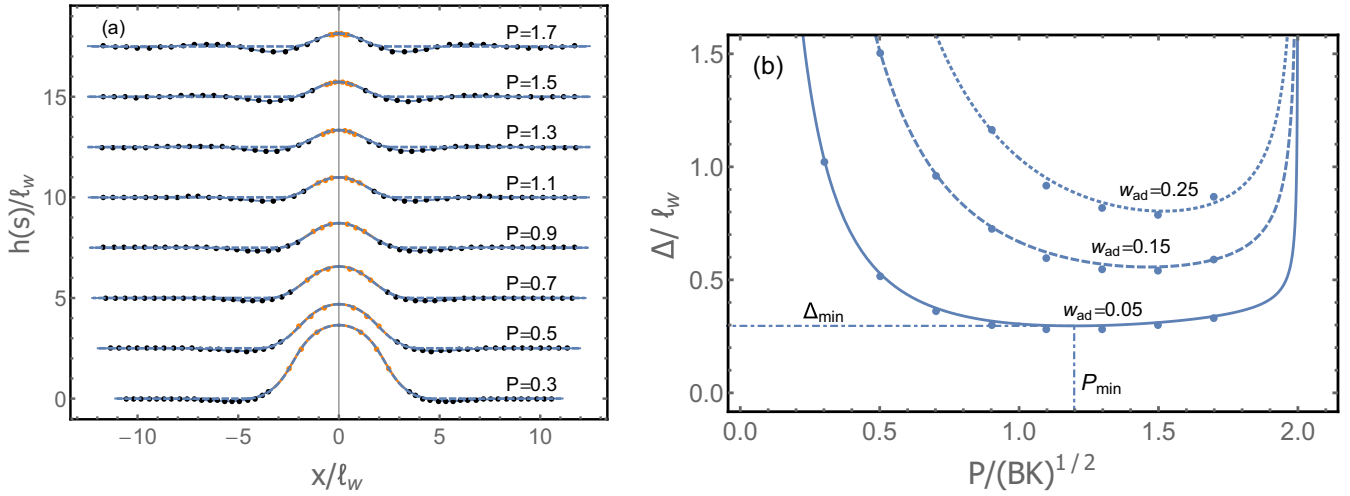 (a)
P=1.7
P=1.5
P=1.3
P=1.1
P=0.9
P=0.7
P=0.5
P=0.3
15
10
5
0
h(s)/ℓw
−10
−5
0
5
10
x/ℓw
(b)
1.5
1.0
0.5
0.0
Δ/ ℓw
wad=0.25
wad=0.15
wad=0.05
Δmin
Pmin
0.0
0.5
1.0
1.5
2.0
P/(BK)1/2